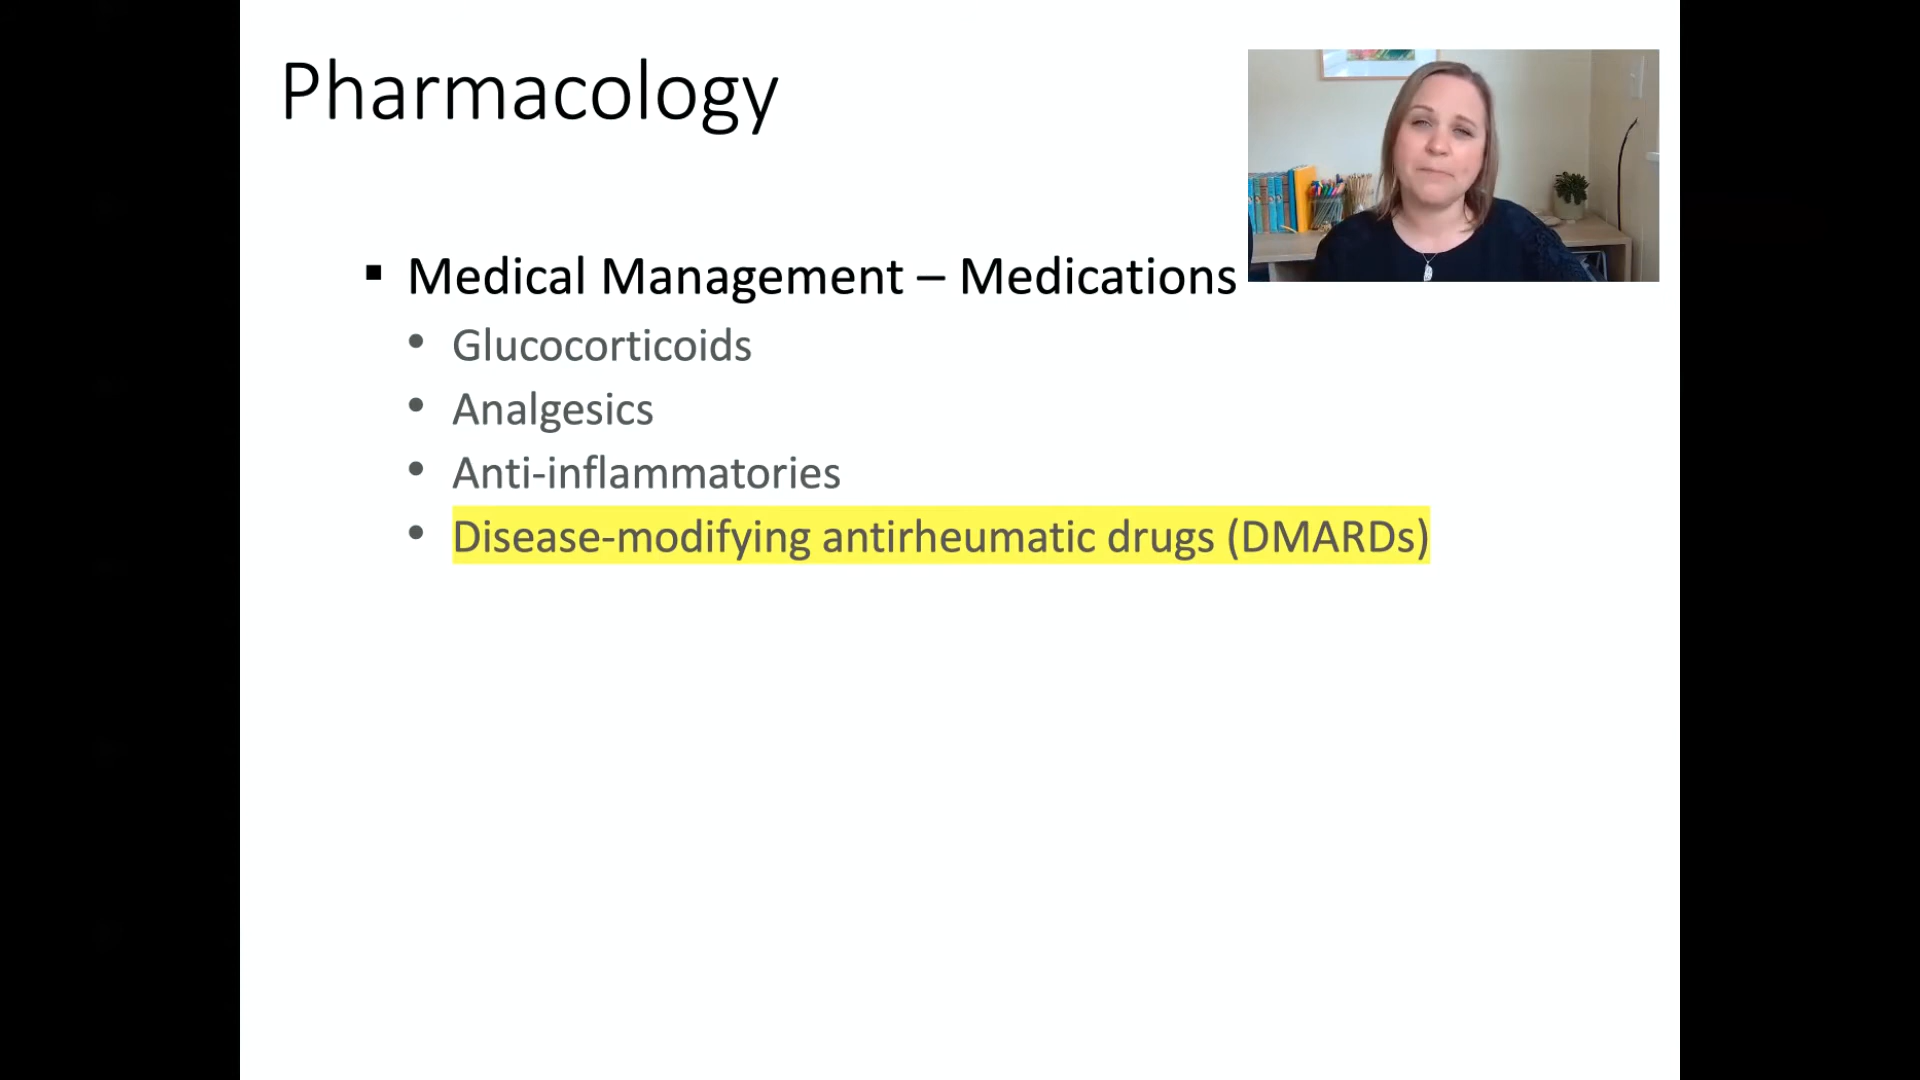 Pharmacology
▪ Medical Management – Medications
• Glucocorticoids
• Analgesics
• Anti-inflammatories
• Disease-modifying antirheumatic drugs (DMARDs)